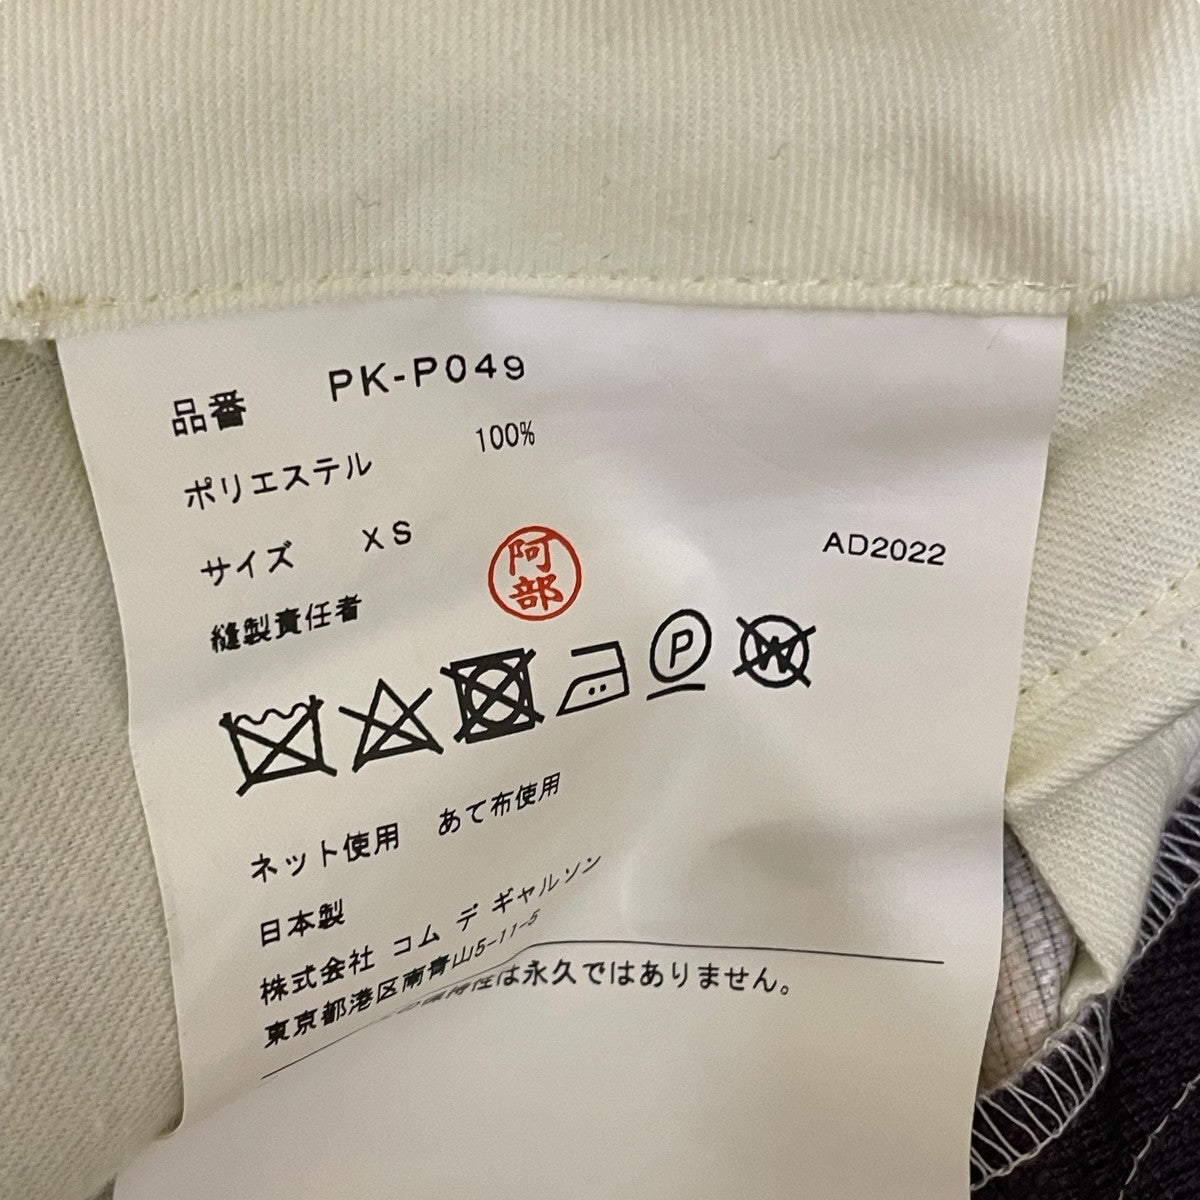 品番 PK-P049
ポリエステル 100%
サイズ XS
AD2022
縫製責任者 阿部
P
W
ネット使用 あて布使用
日本製
株式会社 コム デ ギャルソン
東京都港区南青山5-11-5
性は永久ではありません。